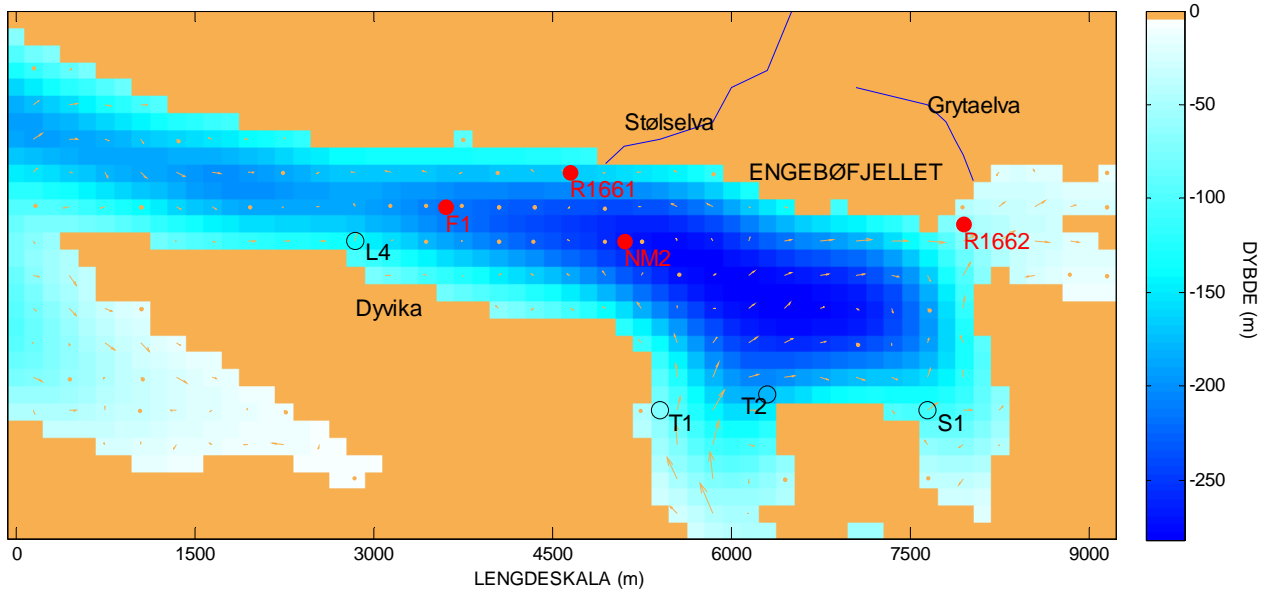 Grytaelva
Stølselva
ENGEBØFJELLET
R1661
F1
R1662
L4
NM2
Dyvika
T2
T1
S1
0
1500
3000
4500
6000
7500
9000
LENGDESKALA (m)
0
-50
-100
-150
-200
-250
DYBDE (m)